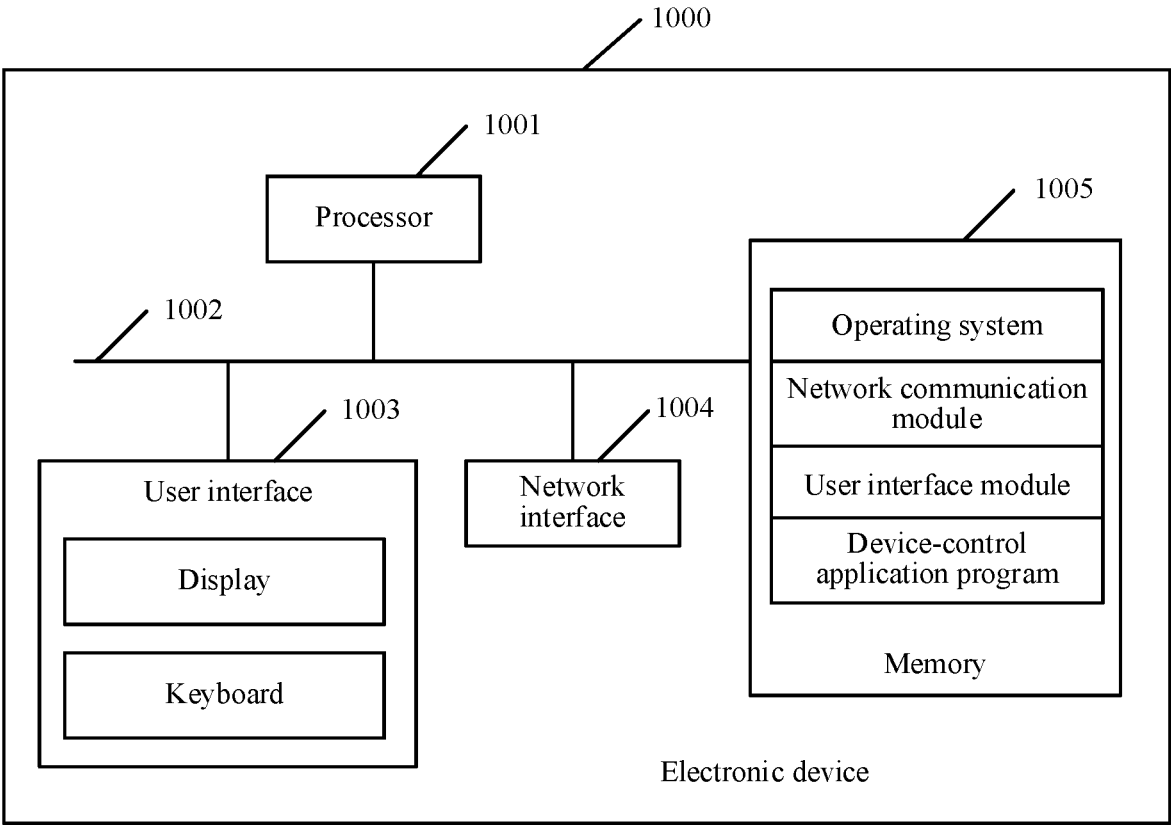 1000
1001
Processor
1005
1002
Operating system
Network communication
module
User interface module
Device-control
application program
Memory
1003
User interface
Display
Keyboard
1004
Network
interface
Electronic device